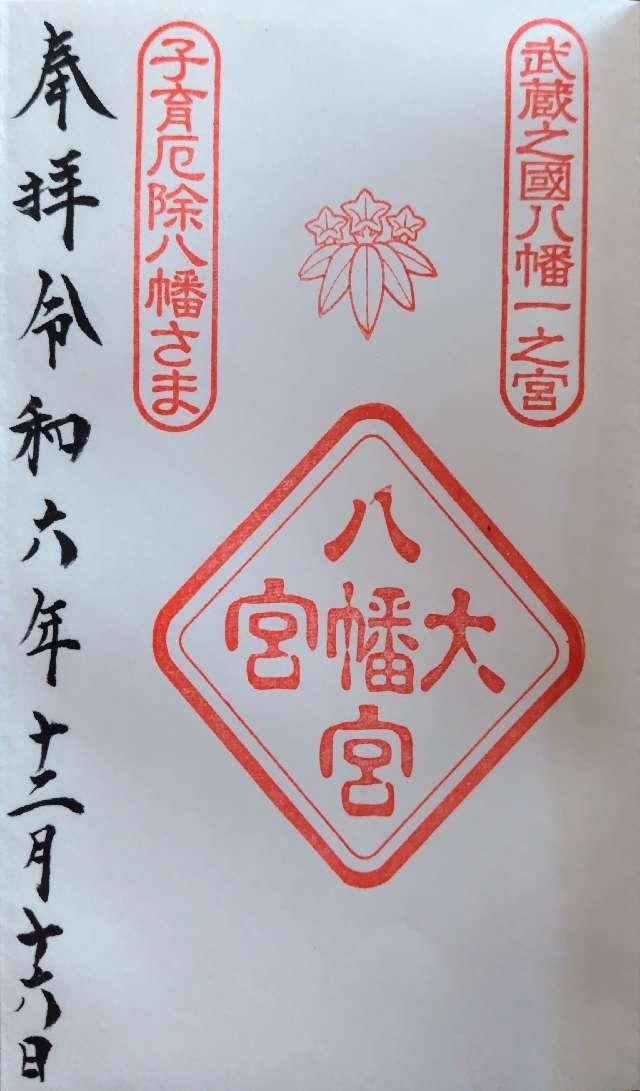 武蔵之國八幡一之宮
大宮八幡宮
子育厄除八幡さま
奉拝令和六年十二月十六日